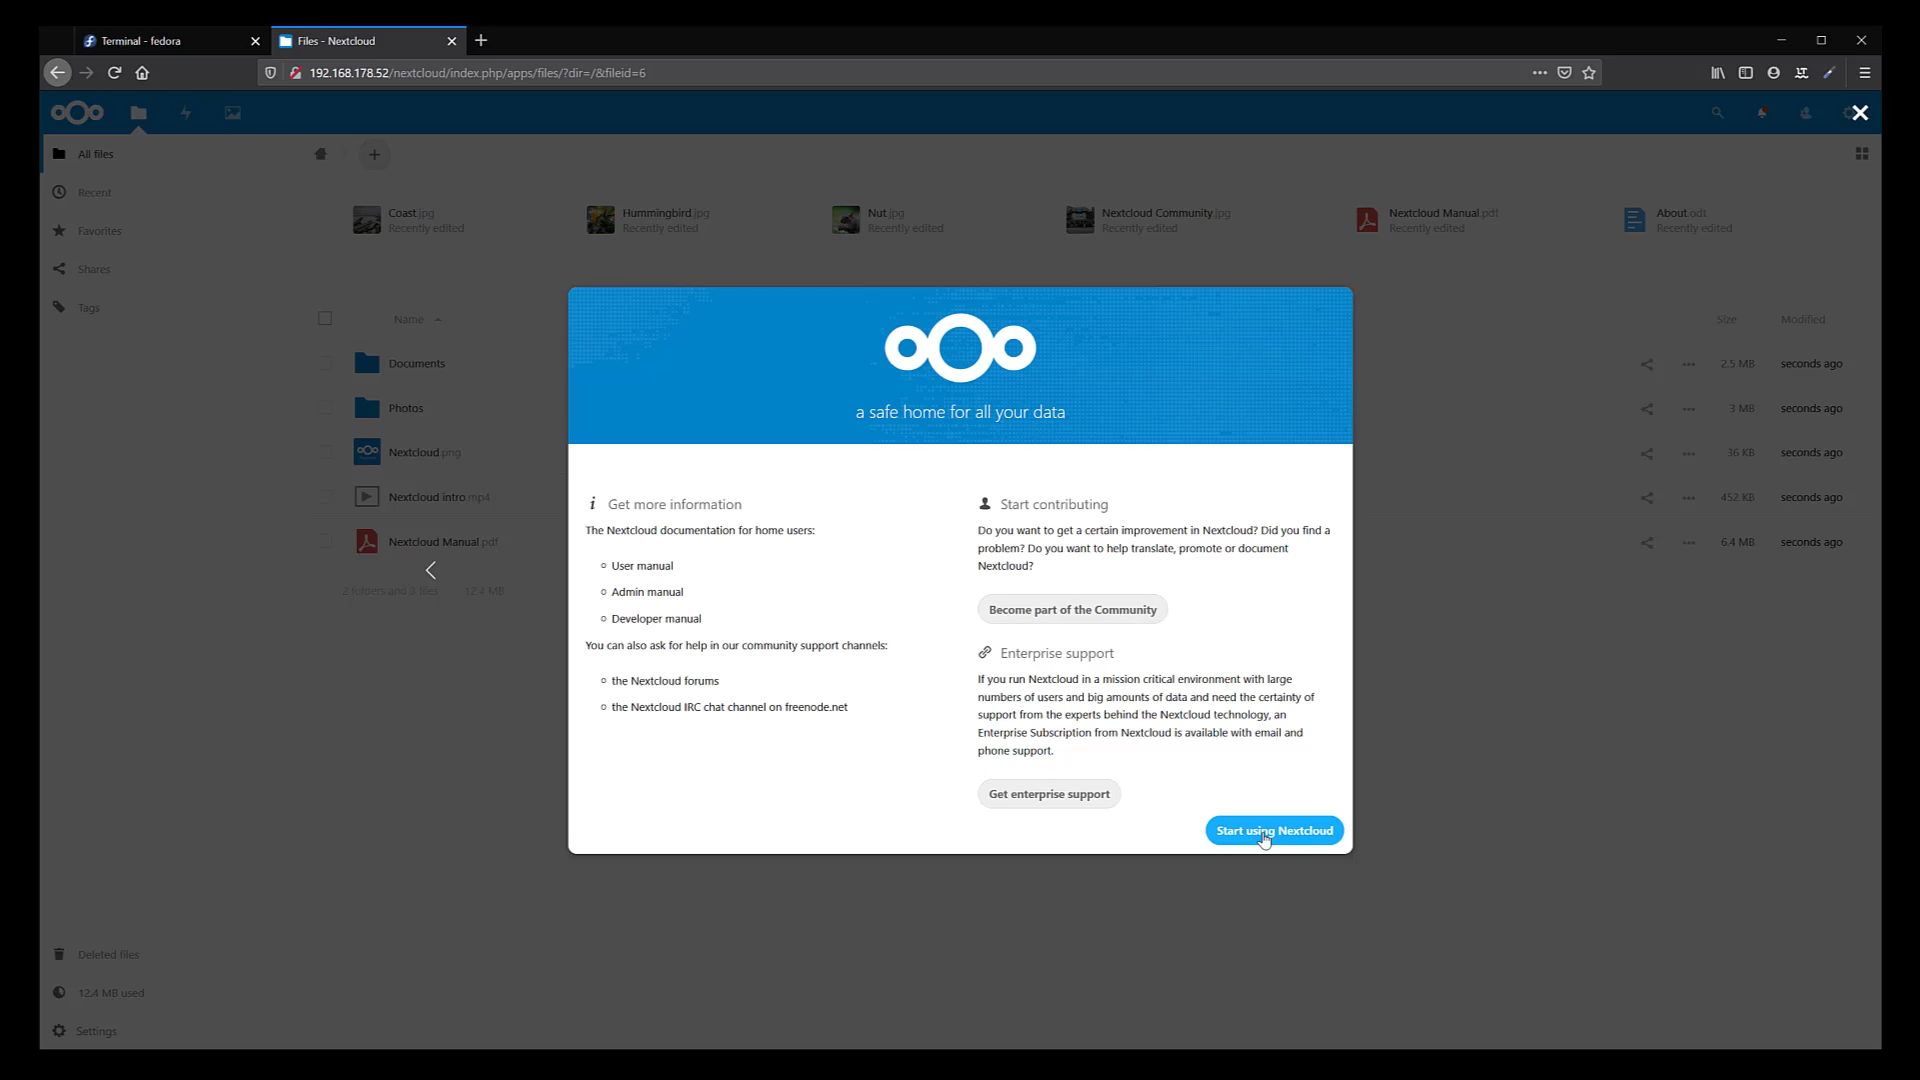 Terminal - fedora
Files - Nextcloud
192.168.178.52/nextcloud/index.php/apps/files/?dir=/&fileid=6
All files
Recent
Favorites
Shares
Tags
Coast.jpg
Recently edited
Hummingbird.jpg
Recently edited
Nut.jpg
Recently edited
Nextcloud Community.jpg
Recently edited
Nextcloud Manual.pdf
Recently edited
About.odt
Recently edited
Name
Size
Modified
Documents
2.5 MB
seconds ago
Photos
3 MB
seconds ago
Nextcloud.png
36 KB
seconds ago
Nextcloud intro.mp4
452 KB
seconds ago
Nextcloud Manual.pdf
6.4 MB
seconds ago
2 folders and 3 files
12.4 MB
a safe home for all your data
Get more information
The Nextcloud documentation for home users:
User manual
Admin manual
Developer manual
You can also ask for help in our community support channels:
the Nextcloud forums
the Nextcloud IRC chat channel on freenode.net
Start contributing
Do you want to get a certain improvement in Nextcloud? Did you find a
problem? Do you want to help translate, promote or document
Nextcloud?
Become part of the Community
Enterprise support
If you run Nextcloud in a mission critical environment with large
numbers of users and big amounts of data and need the certainty of
support from the experts behind the Nextcloud technology, an
Enterprise Subscription from Nextcloud is available with email and
phone support.
Get enterprise support
Start using Nextcloud
Deleted files
12.4 MB used
Settings